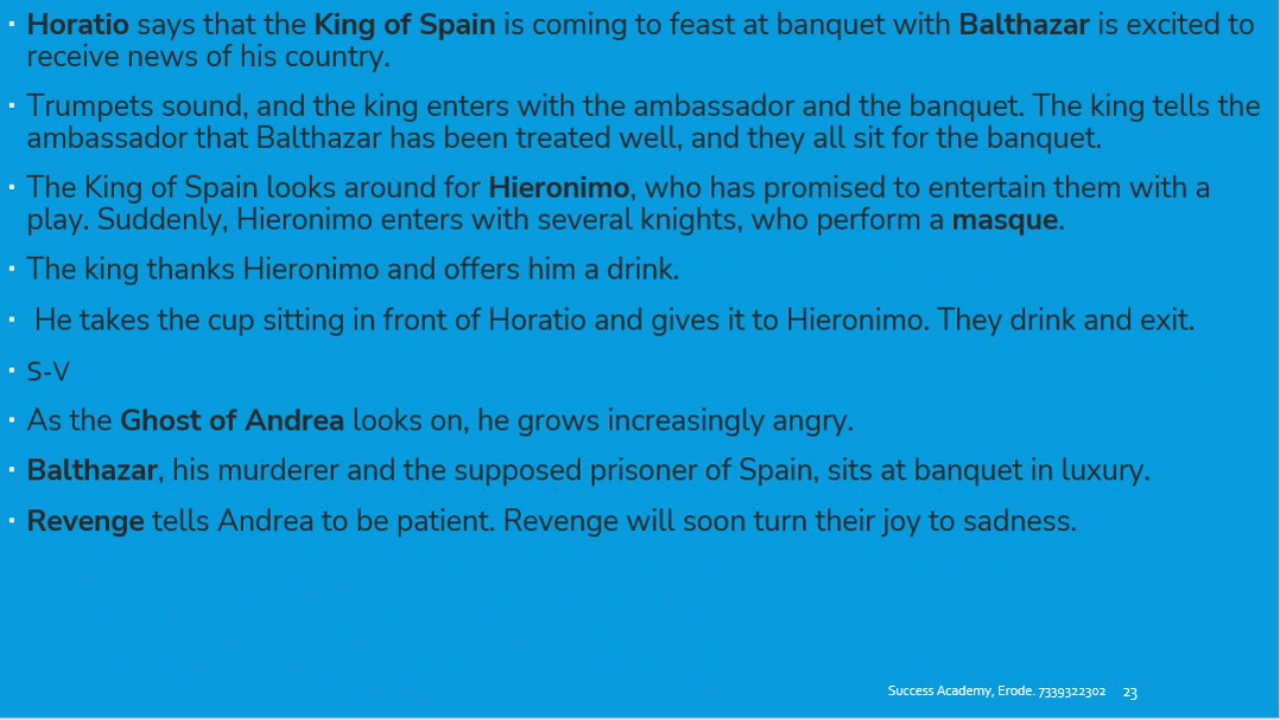 ▪ Horatio says that the King of Spain is coming to feast at banquet with Balthazar is excited to
receive news of his country.
▪ Trumpets sound, and the king enters with the ambassador and the banquet. The king tells the
ambassador that Balthazar has been treated well, and they all sit for the banquet.
▪ The King of Spain looks around for Hieronimo, who has promised to entertain them with a
play. Suddenly, Hieronimo enters with several knights, who perform a masque.
▪ The king thanks Hieronimo and offers him a drink.
▪ He takes the cup sitting in front of Horatio and gives it to Hieronimo. They drink and exit.
▪ S-V
▪ As the Ghost of Andrea looks on, he grows increasingly angry.
▪ Balthazar, his murderer and the supposed prisoner of Spain, sits at banquet in luxury.
▪ Revenge tells Andrea to be patient. Revenge will soon turn their joy to sadness.
Success Academy, Erode. 7339322302 23